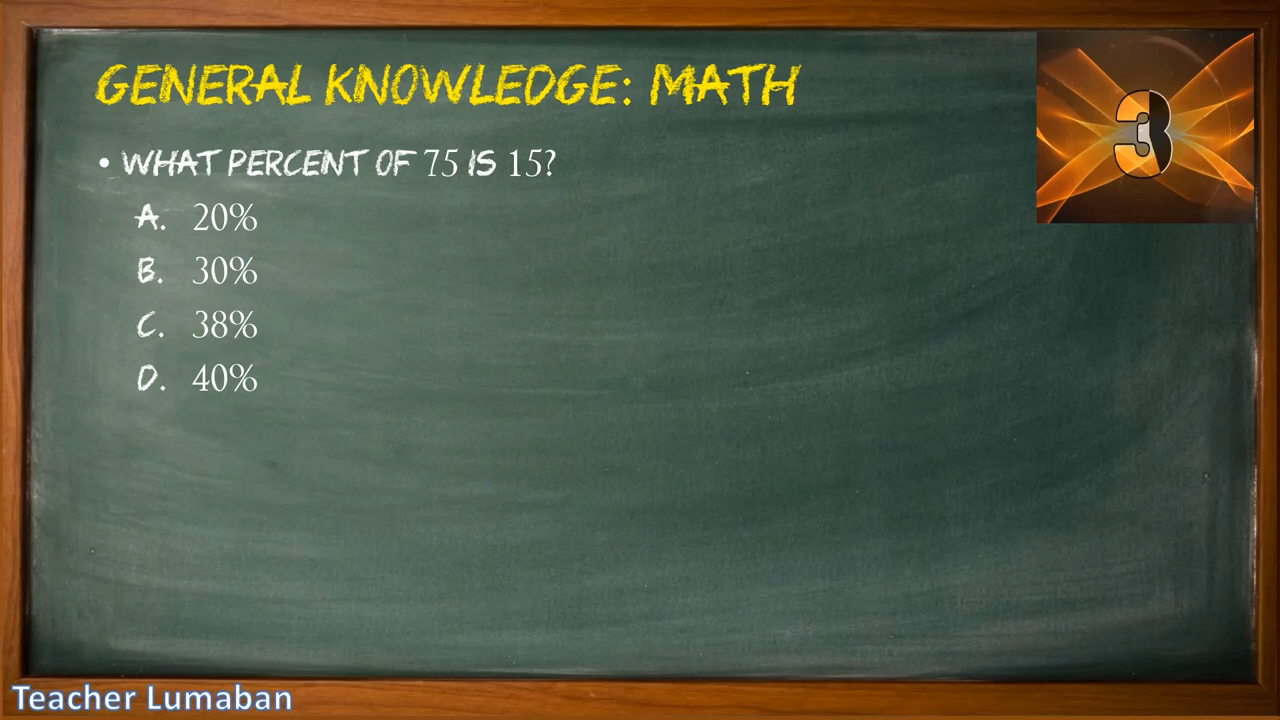 GENERAL KNOWLEDGE: MATH
3
• WHAT PERCENT OF 75 IS 15?
A. 20%
B. 30%
C. 38%
D. 40%
Teacher Lumaban